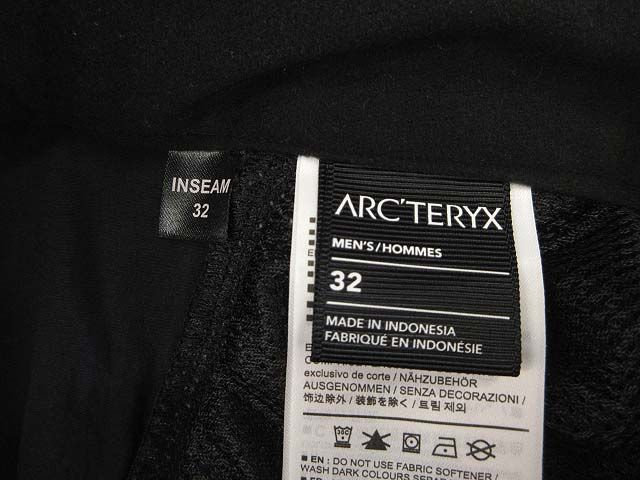 INSEAM
32
ARC'TERYX
MEN'S/HOMMES
32
MADE IN INDONESIA
FABRIQUÉ EN INDONÉSIE
exclusivo de corte / NÄHZUBEHÖR
AUSGENOMMEN / SENZA DECORAZIONI /
饰边除外 / 装飾を除く / 트림 제외
30C
■ EN : DO NOT USE FABRIC SOFTENER /
WASH DARK COLOURS SEPARA